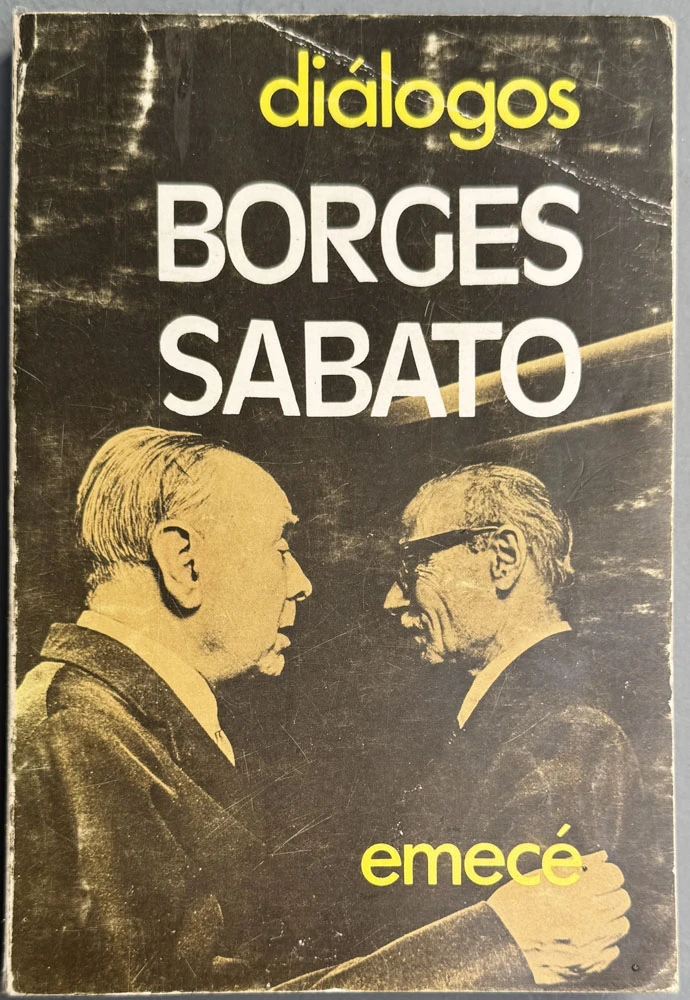 diálogos
BORGES
SABATO
emecé